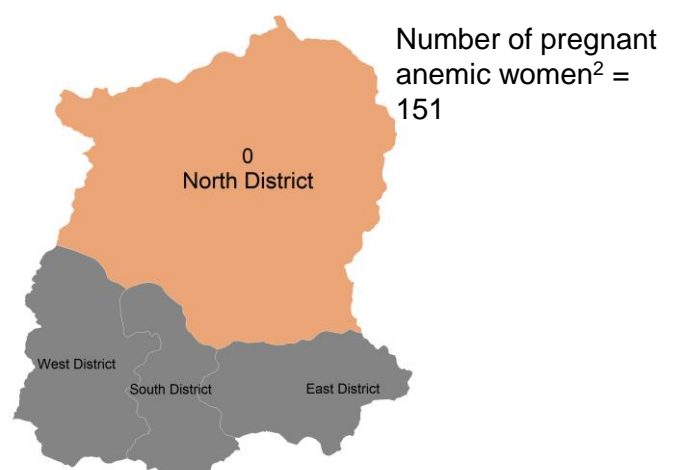 Number of pregnant
anemic women² =
151
0
North District
West District
South District
East District